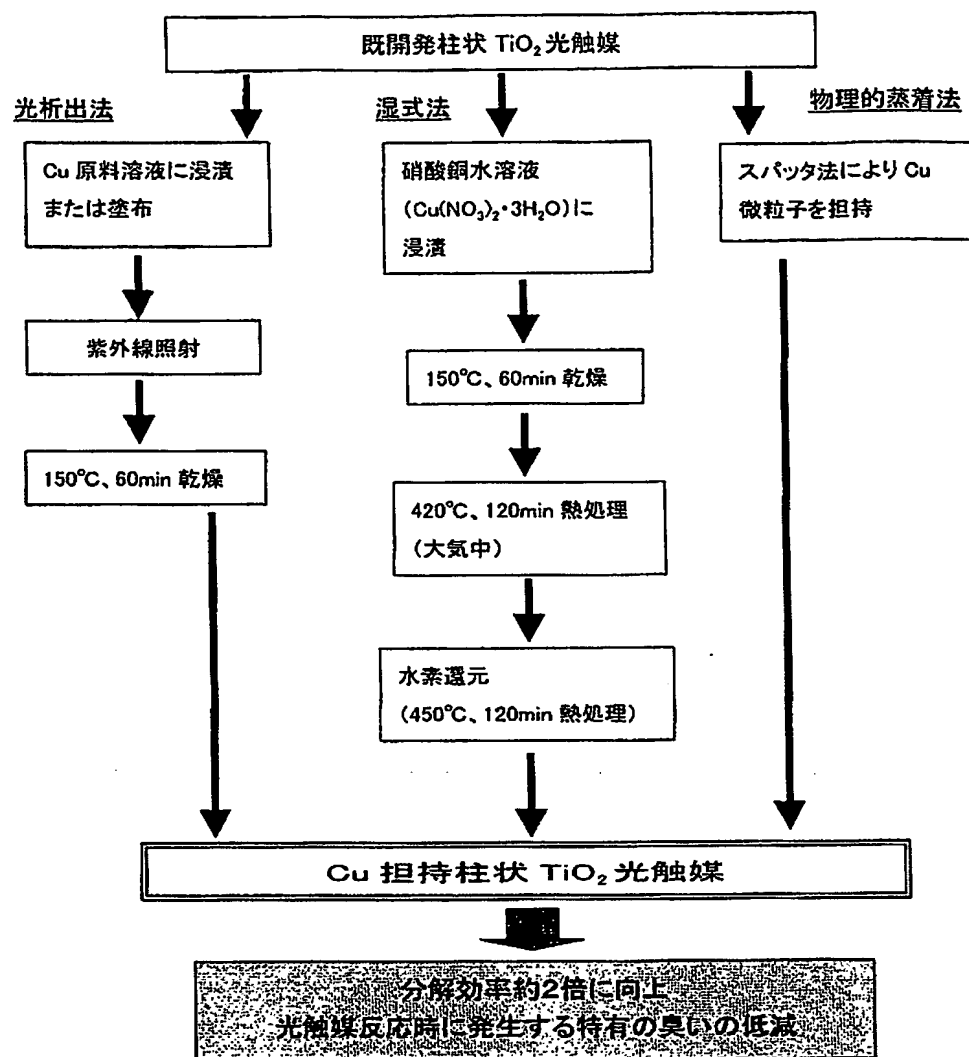 既開発柱状 TiO₂ 光触媒
光析出法
Cu 原料溶液に浸漬
または塗布
紫外線照射
150℃、60min 乾燥
湿式法
硝酸銅水溶液
(Cu(NO₃)₂・3H₂O)に
浸漬
150℃、60min 乾燥
420℃、120min 熱処理
(大気中)
水素還元
(450℃、120min 熱処理)
物理的蒸着法
スパッタ法により Cu
微粒子を担持
Cu 担持柱状 TiO₂ 光触媒
分解効率約2倍に向上
光触媒反応時に発生する特有の臭いの低減